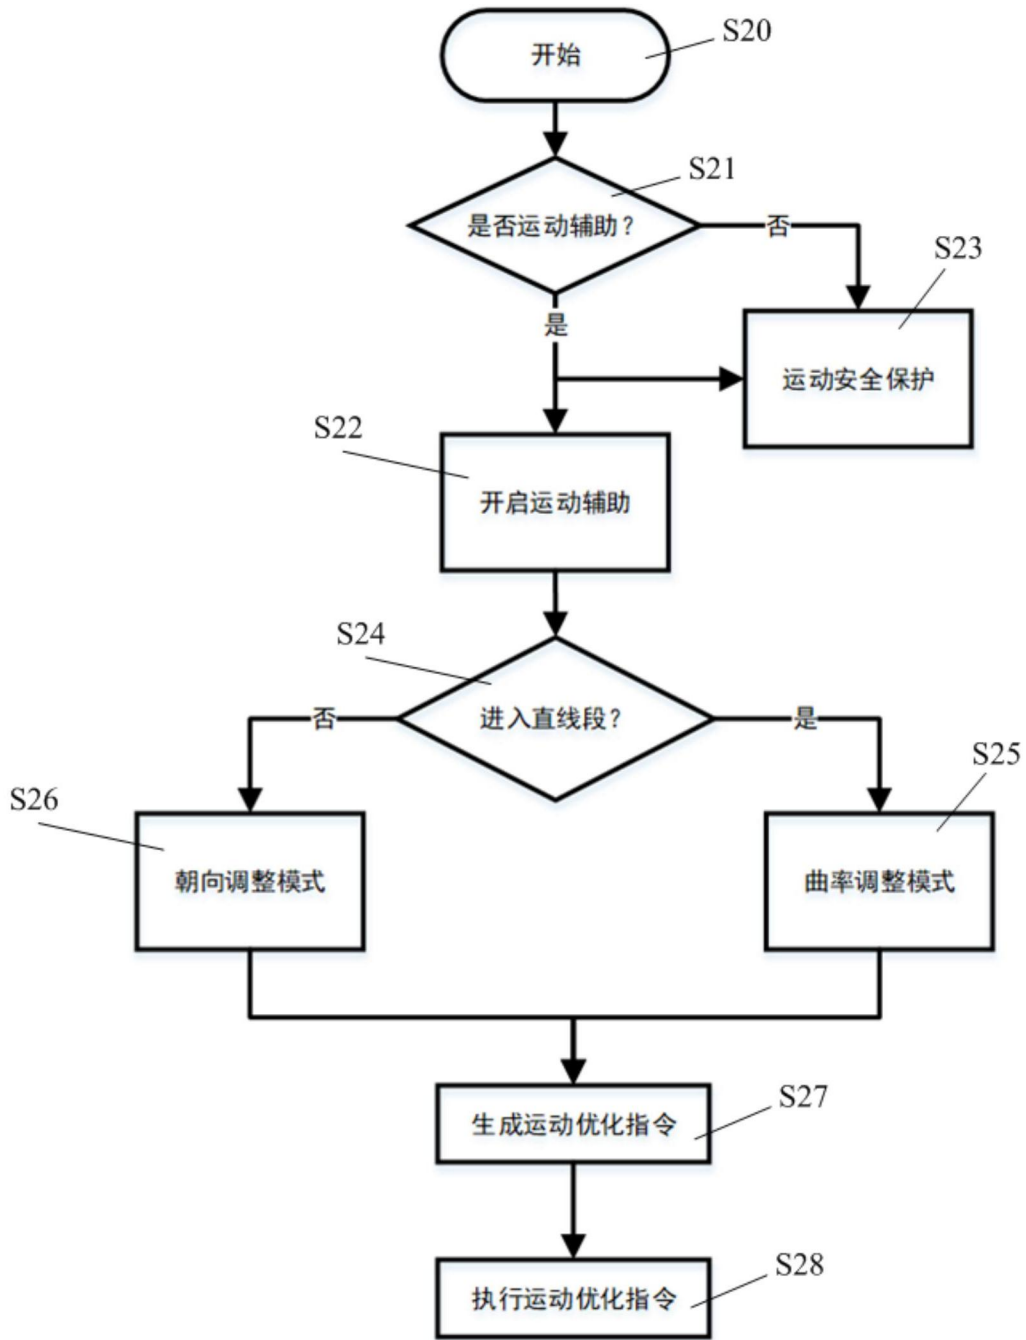 开始
S20
是否运动辅助?
S21
否
S23
是
运动安全保护
S22
开启运动辅助
S24
进入直线段?
否
是
S26
S25
朝向调整模式
曲率调整模式
生成运动优化指令
S27
执行运动优化指令
S28